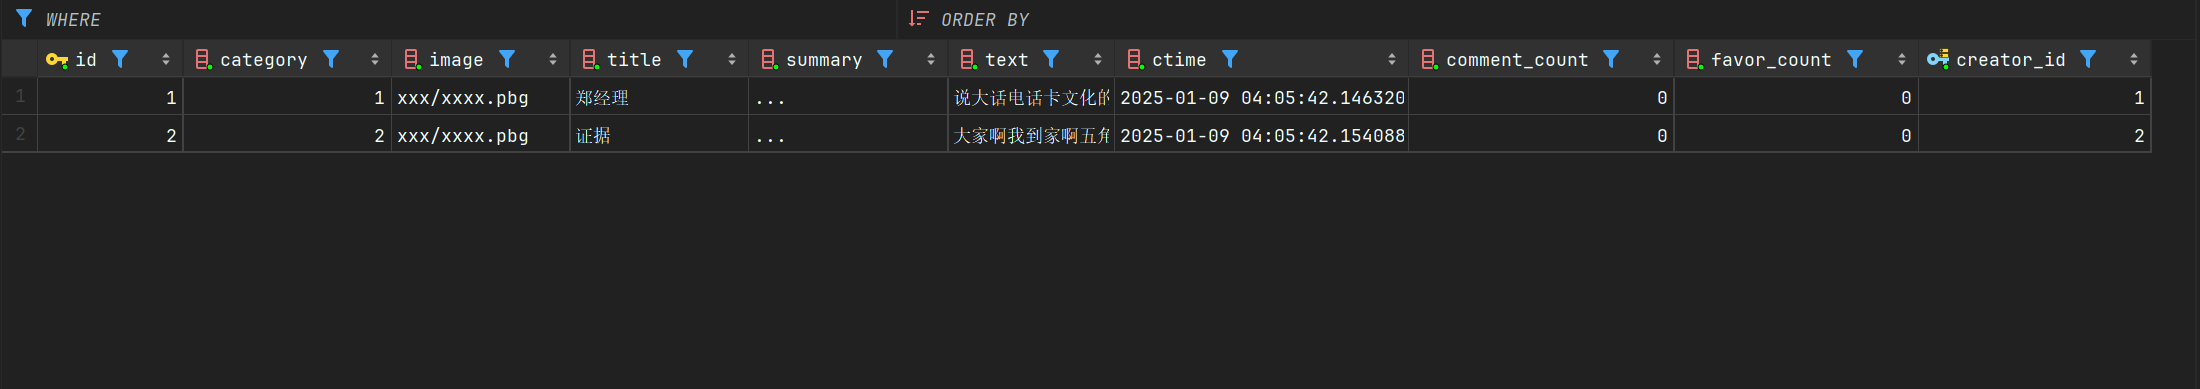 WHERE ORDER BY
id category image title summary text ctime comment_count favor_count creator_id
1 1 1 xxx/xxxx.pbg 郑经理 ... 说大话电话卡文化的 2025-01-09 04:05:42.146320 0 0 1
2 2 2 xxx/xxxx.pbg 证据 ... 大家啊我到家啊五角 2025-01-09 04:05:42.154088 0 0 2